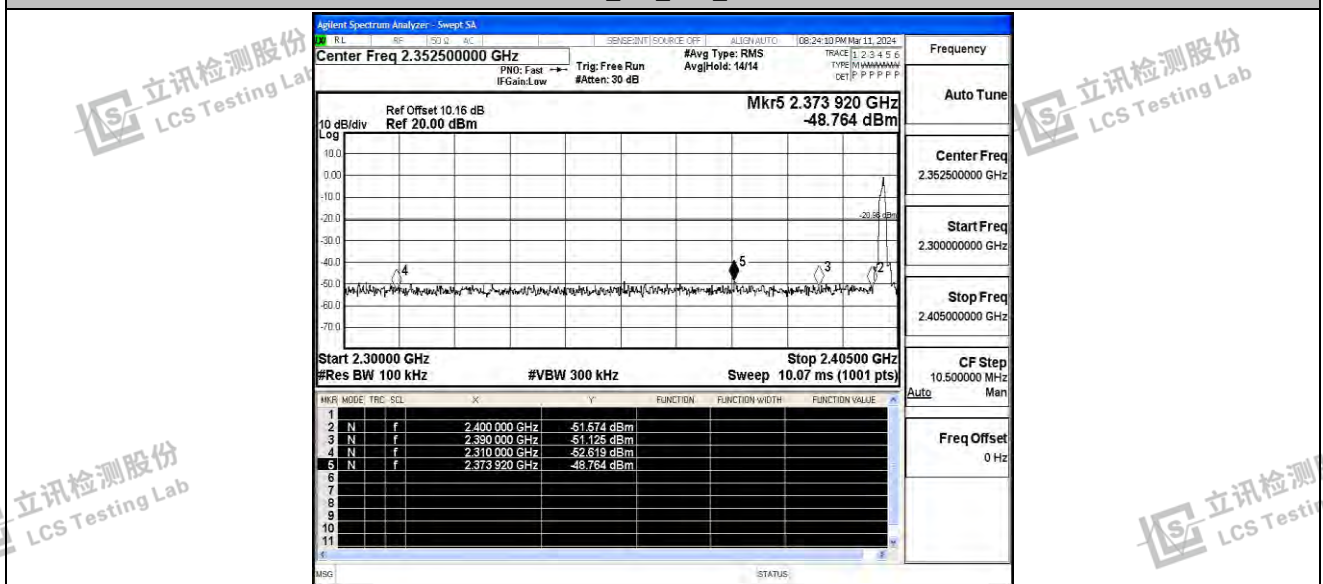 Agilent Spectrum Analyzer - Swept SA
RL RF 50 Ω AC SENSE:INT SOURCE OFF ALIGN AUTO 08:24:10 PM Mar 11, 2024
Center Freq 2.352500000 GHz
PNO: Fast
IFGain:Low
Trig: Free Run
#Atten: 30 dB
#Avg Type: RMS
Avg|Hold: 14/14
TRACE 1 2 3 4 5 6
TYPE M
DET P P P P P P
Ref Offset 10.16 dB
Ref 20.00 dBm
10 dB/div
Log
Mkr5 2.373 920 GHz
-48.764 dBm
10.0
0.00
-10.0
-20.0
-30.0
-40.0
-50.0
-60.0
-70.0
4
5
3
2
Start 2.30000 GHz
Stop 2.40500 GHz
#Res BW 100 kHz
#VBW 300 kHz
Sweep 10.07 ms (1001 pts)
MKR MODE TRC SCL X Y FUNCTION FUNCTION WIDTH FUNCTION VALUE
1
2 N f 2.400 000 GHz -51.574 dBm
3 N f 2.390 000 GHz -51.125 dBm
4 N f 2.310 000 GHz -52.619 dBm
5 N f 2.373 920 GHz -48.764 dBm
6
7
8
9
10
11
MSG
STATUS
Frequency
Auto Tune
Center Freq
2.352500000 GHz
Start Freq
2.300000000 GHz
Stop Freq
2.405000000 GHz
CF Step
10.500000 MHz
Auto Man
Freq Offset
0 Hz
立讯检测股份
LCS Testing Lab
立讯检测股份
LCS Testing Lab
立讯检测股份
LCS Testing Lab
立讯检测
LCS